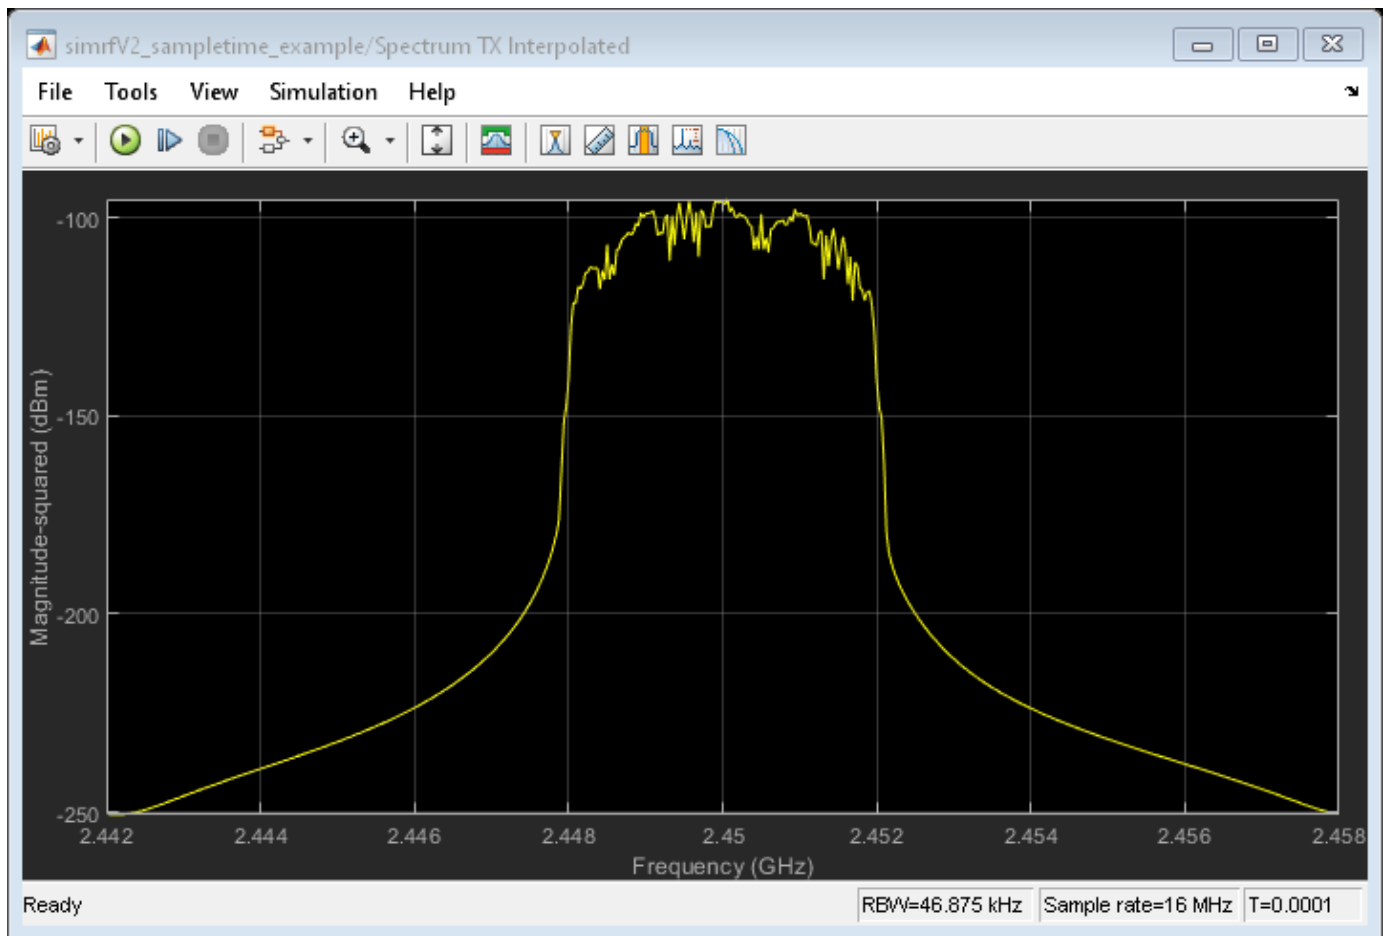 simrfV2_sampletime_example/Spectrum TX Interpolated
File Tools View Simulation Help
-100
-150
-200
-250
Magnitude-squared (dBm)
2.442 2.444 2.446 2.448 2.45 2.452 2.454 2.456 2.458
Frequency (GHz)
Ready RBW=46.875 kHz Sample rate=16 MHz T=0.0001